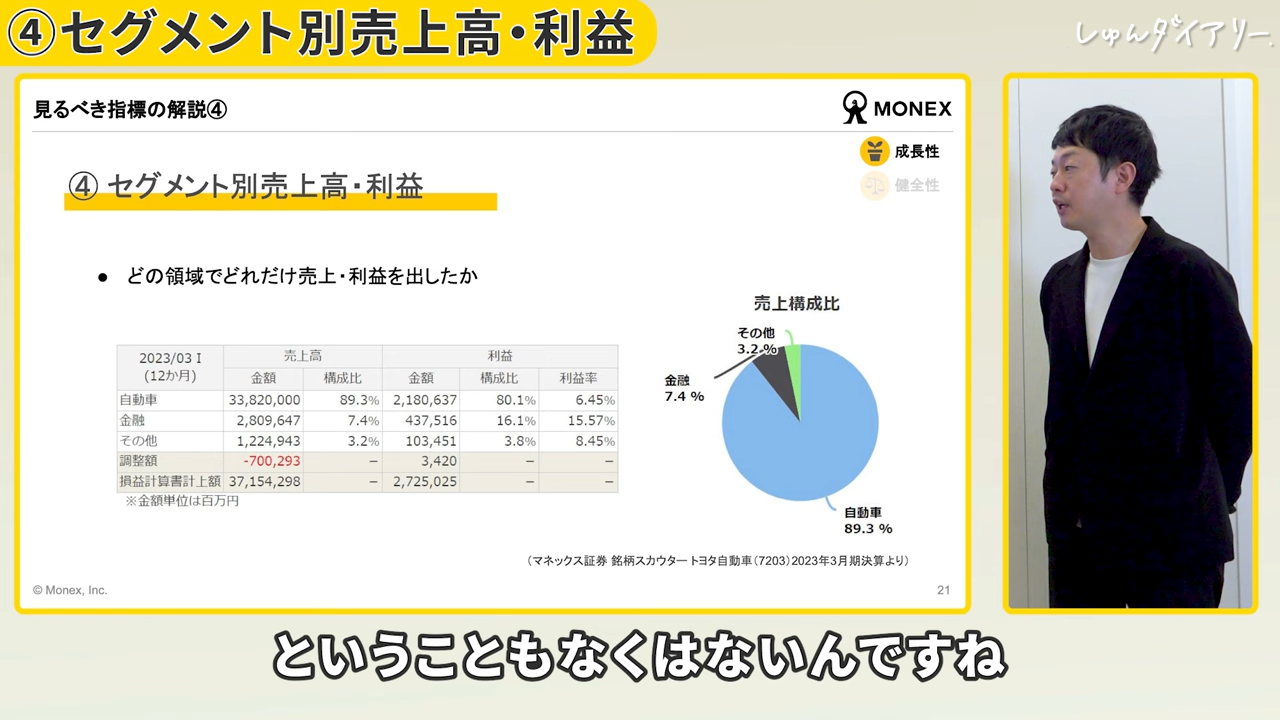 ④セグメント別売上高・利益
しゅんダイアリー
見るべき指標の解説④
MONEX
成長性
健全性
④ セグメント別売上高・利益
● どの領域でどれだけ売上・利益を出したか
2023/03 I (12か月) 売上高 利益
金額 構成比 金額 構成比 利益率
自動車 33,820,000 89.3% 2,180,637 80.1% 6.45%
金融 2,809,647 7.4% 437,516 16.1% 15.57%
その他 1,224,943 3.2% 103,451 3.8% 8.45%
調整額 -700,293 − 3,420 − −
損益計算書計上額 37,154,298 − 2,725,025 − −
※金額単位は百万円
売上構成比
その他
3.2 %
金融
7.4 %
自動車
89.3 %
（マネックス証券 銘柄スカウター トヨタ自動車（7203）2023年3月期決算より）
© Monex, Inc.
21
ということもなくはないんですね